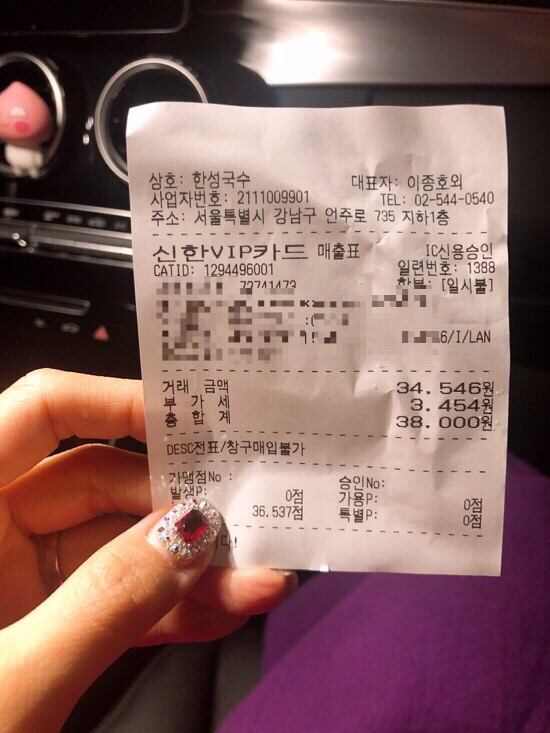 상호: 한성국수 대표자: 이종호외
사업자번호: 2111009901 TEL: 02-544-0540
주소: 서울특별시 강남구 언주로 735 지하1층
신한VIP카드 매출표 IC신용승인
CATID: 1294496001 일련번호: 1388
72741473 할부: [일시불]
6/I/LAN
거래 금액 34.546원
부 가 세 3.454원
총 합 계 38.000원
DESC전표/창구매입불가
가맹점No : 승인No:
발생P: 0점 가용P: 0점
36,537점 특별P: 0점
다!